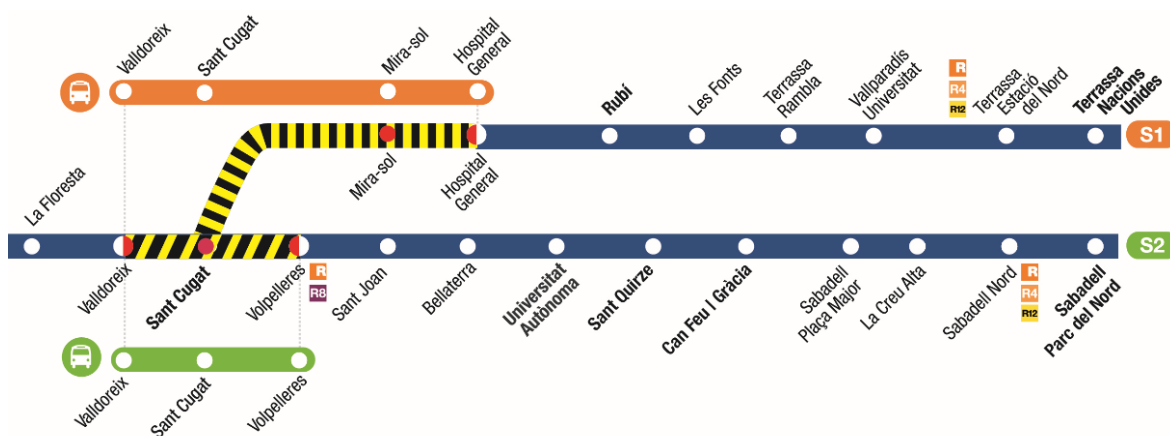 Valldoreix
Sant Cugat
Mira-sol
Hospital
General
Rubí
Les Fonts
Terrassa
Rambla
Vallparadís
Universitat
R
R4
R12
Terrassa
Estació
del Nord
Terrassa
Nacions
Unides
S1
Mira-sol
Hospital
General
La Floresta
S2
Valldoreix
Sant Cugat
Volpelleres
R
R8
Sant Joan
Bellaterra
Universitat
Autònoma
Sant Quirze
Can Feu I Gràcia
Sabadell
Plaça Major
La Creu Alta
Sabadell Nord
R
R4
R12
Sabadell
Parc del Nord
Valldoreix
Sant Cugat
Volpelleres